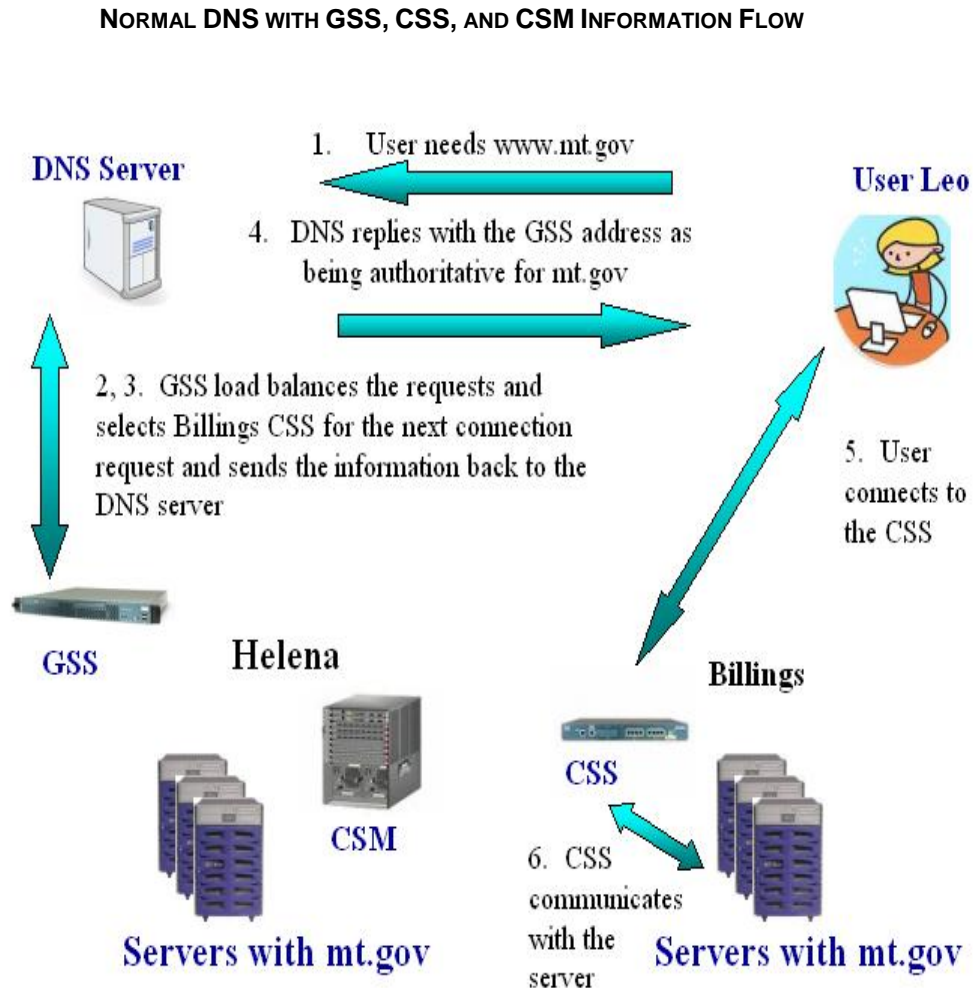 NORMAL DNS WITH GSS, CSS, AND CSM INFORMATION FLOW
1. User needs www.mt.gov
DNS Server
User Leo
4. DNS replies with the GSS address as
being authoritative for mt.gov
2, 3. GSS load balances the requests and
selects Billings CSS for the next connection
request and sends the information back to the
DNS server
5. User
connects to
the CSS
GSS
Helena
Billings
CSS
CSM
6. CSS
communicates
with the
server
Servers with mt.gov
Servers with mt.gov